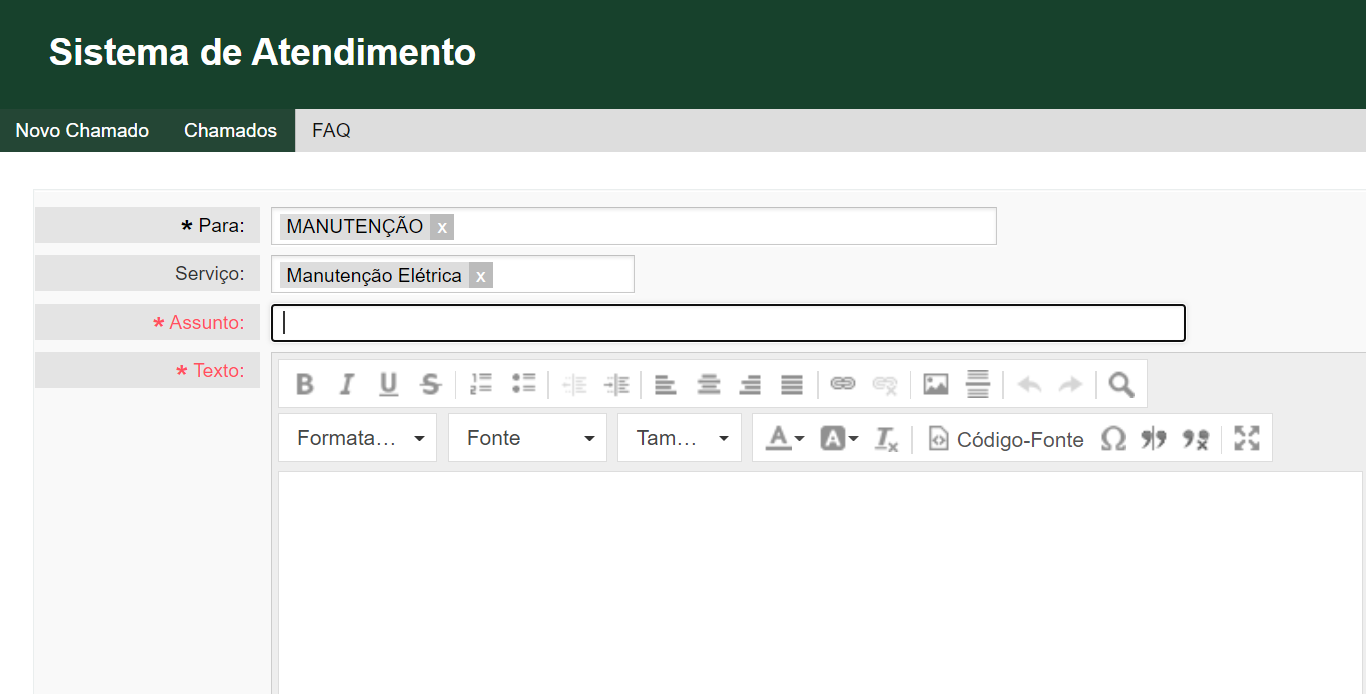 Sistema de Atendimento
Novo Chamado Chamados FAQ
* Para: MANUTENÇÃO x
Serviço: Manutenção Elétrica x
* Assunto:
* Texto:
Formata... Fonte Tam... Código-Fonte